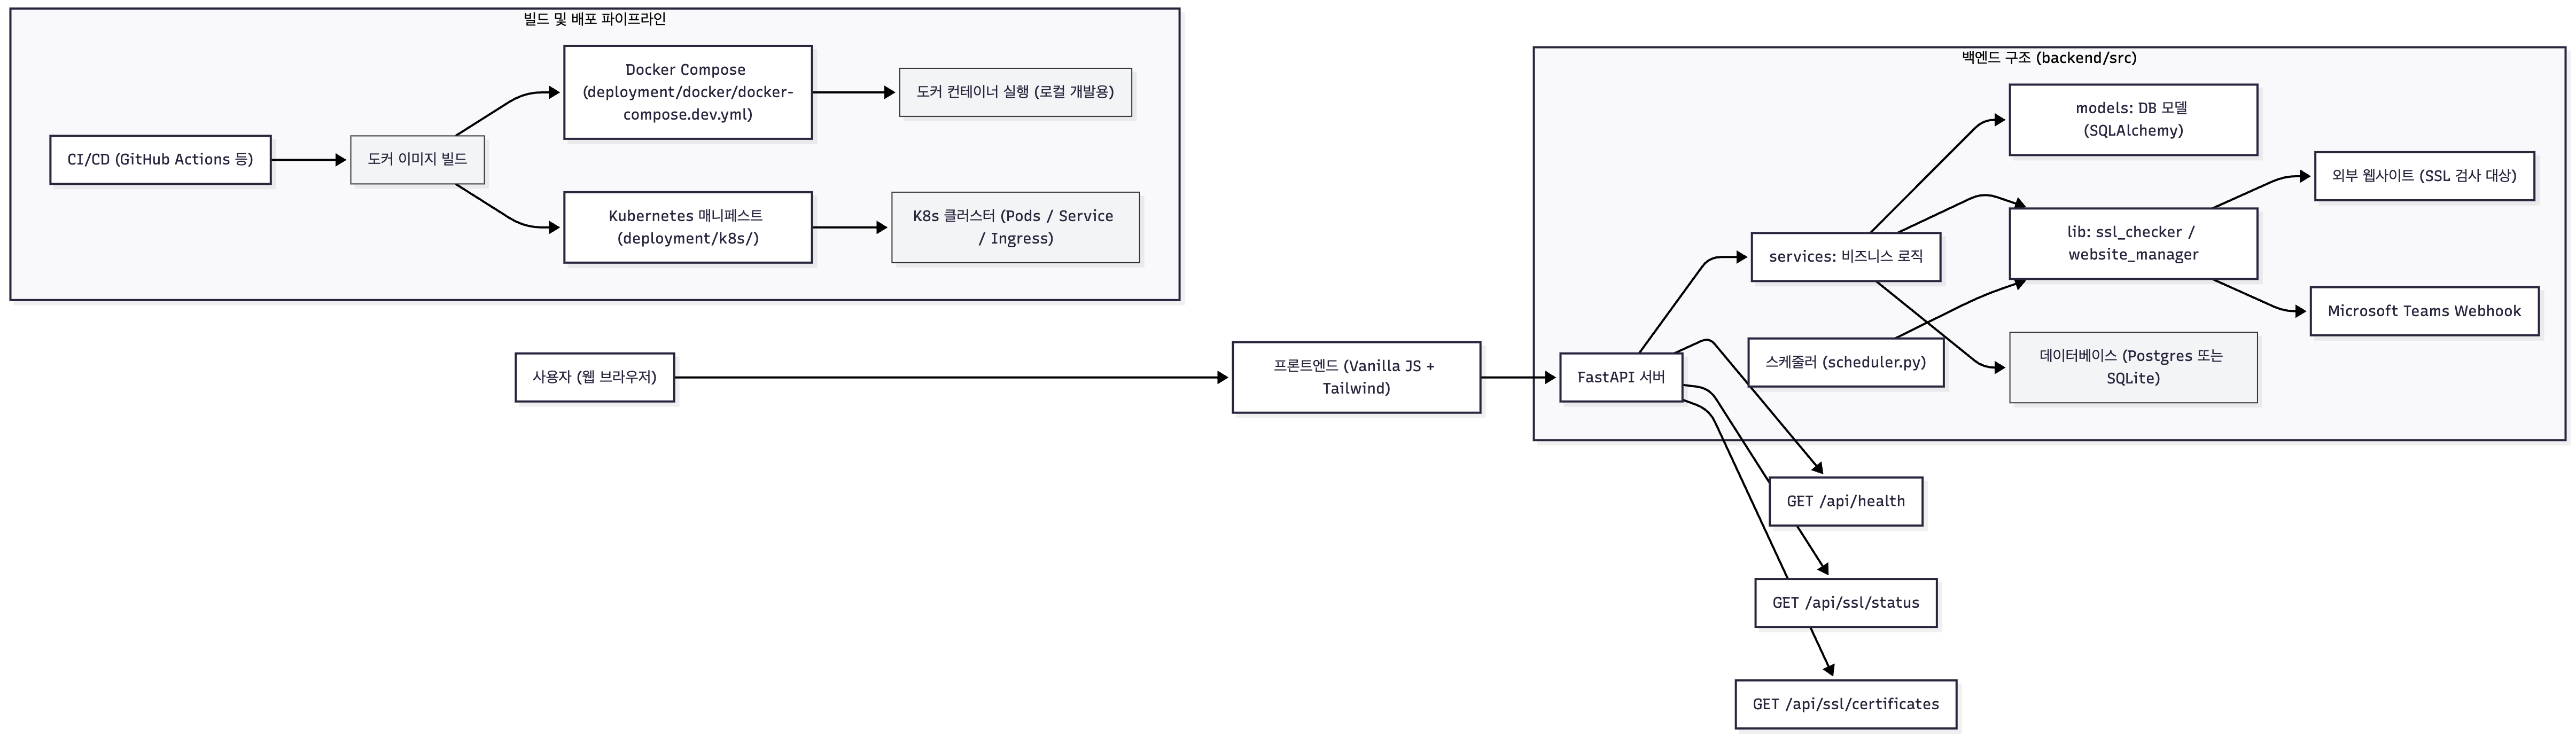 빌드 및 배포 파이프라인
CI/CD (GitHub Actions 등)
도커 이미지 빌드
Docker Compose
(deployment/docker/docker-
compose.dev.yml)
도커 컨테이너 실행 (로컬 개발용)
Kubernetes 매니페스트
(deployment/k8s/)
K8s 클러스터 (Pods / Service
/ Ingress)
사용자 (웹 브라우저)
프론트엔드 (Vanilla JS +
Tailwind)
백엔드 구조 (backend/src)
FastAPI 서버
services: 비즈니스 로직
스케줄러 (scheduler.py)
models: DB 모델
(SQLAlchemy)
lib: ssl_checker /
website_manager
데이터베이스 (Postgres 또는
SQLite)
외부 웹사이트 (SSL 검사 대상)
Microsoft Teams Webhook
GET /api/health
GET /api/ssl/status
GET /api/ssl/certificates